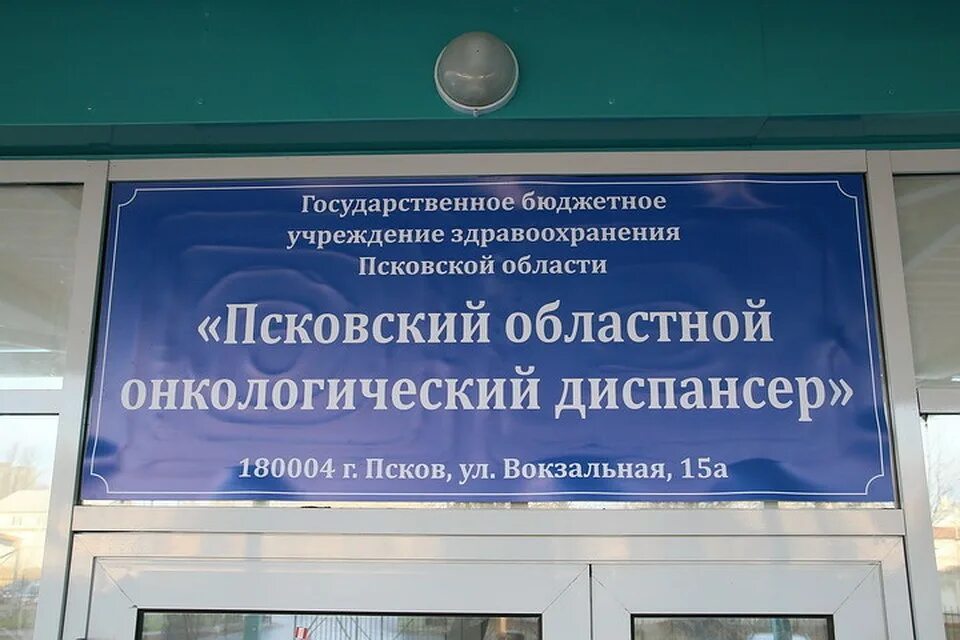 Государственное бюджетное
учреждение здравоохранения
Псковской области
«Псковский областной
онкологический диспансер»
180004 г. Псков, ул. Вокзальная, 15а